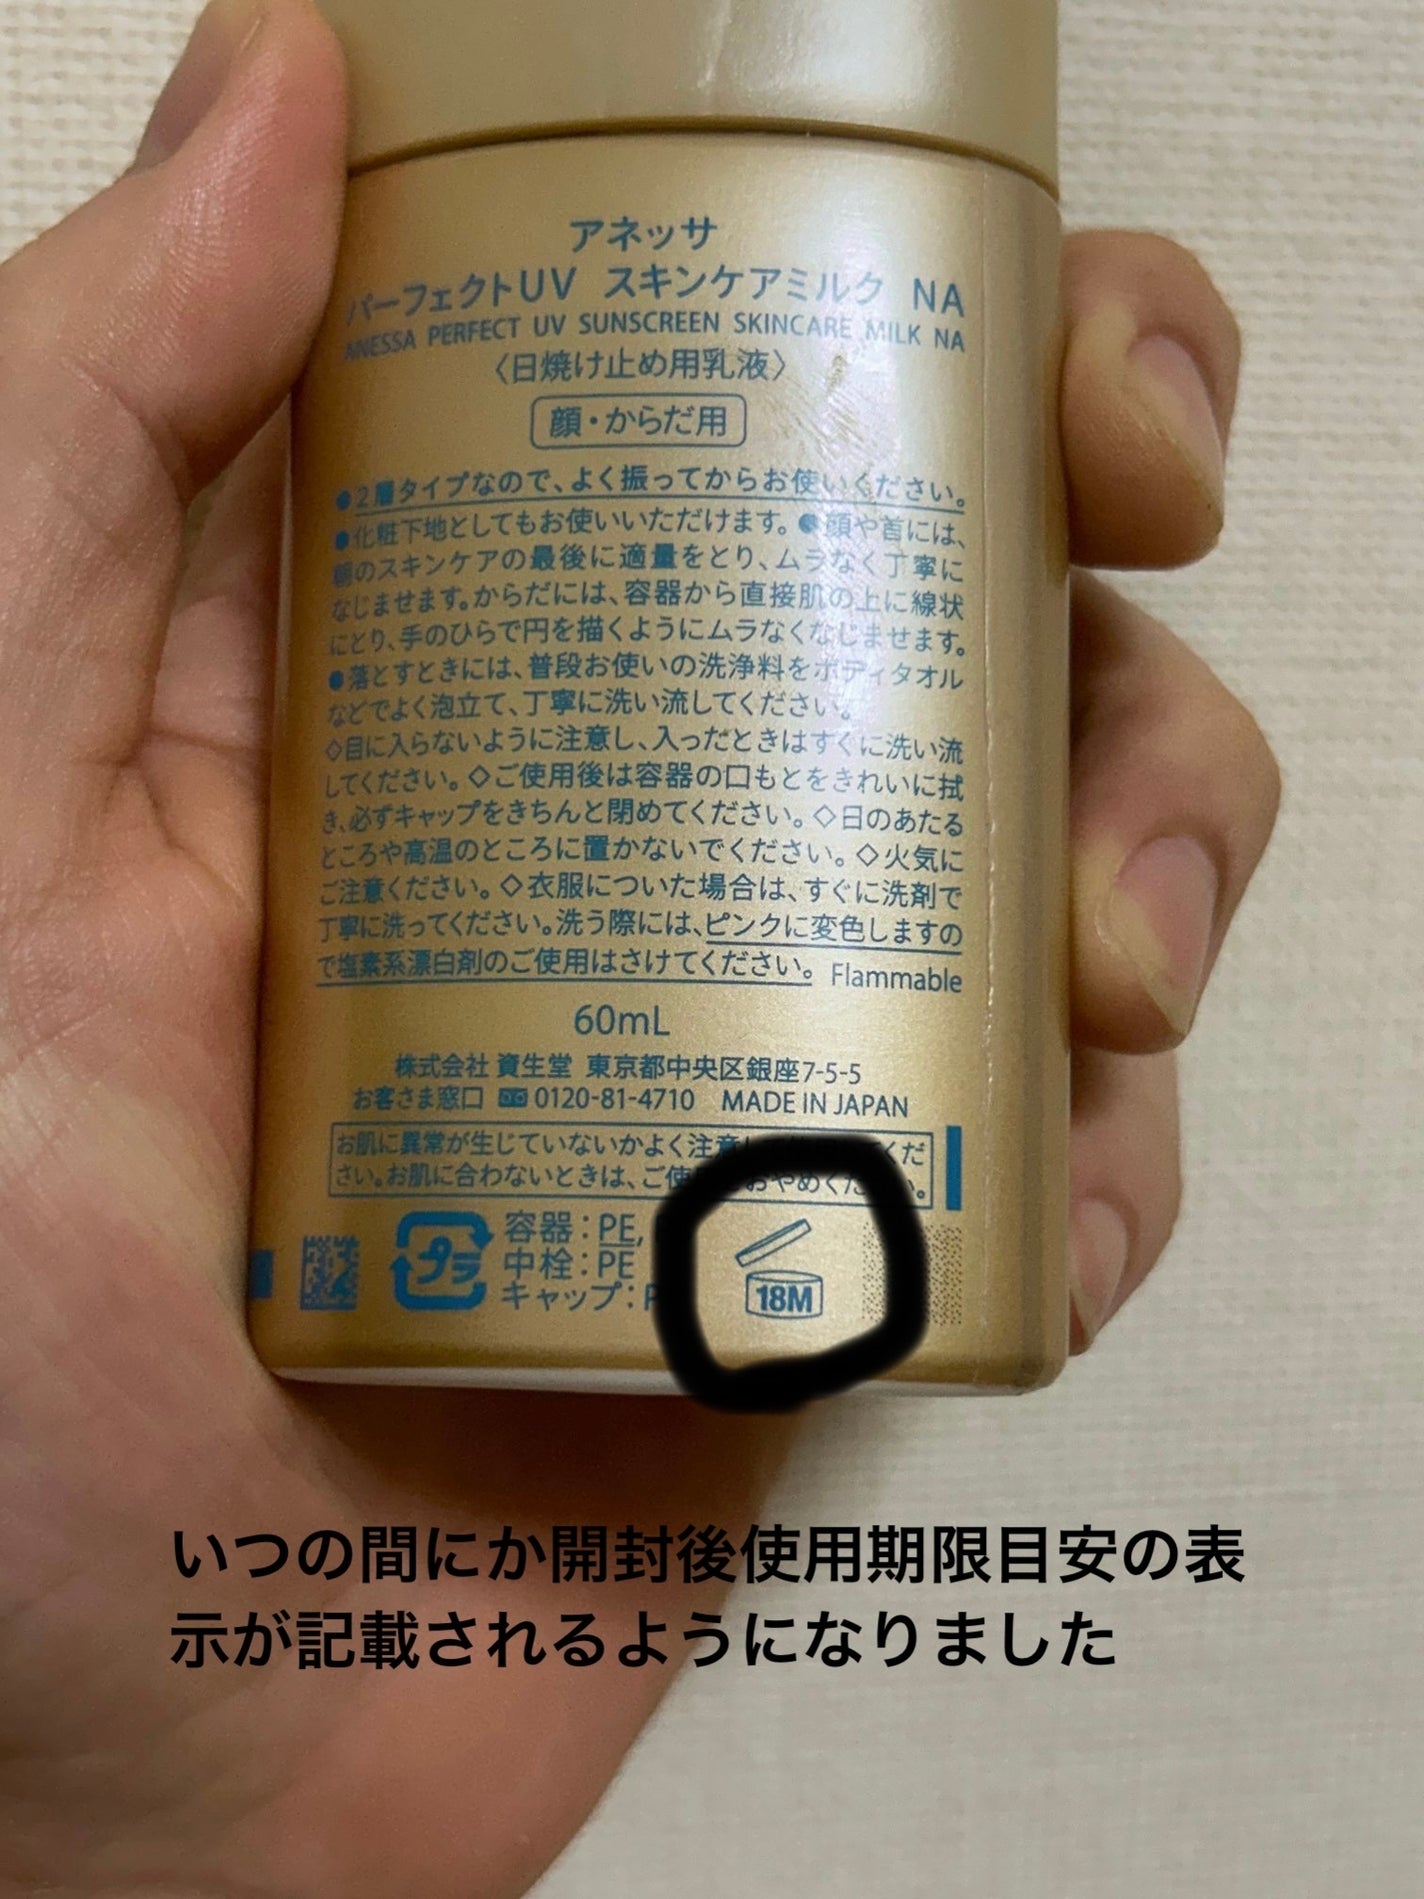 アネッサ
パーフェクトUV スキンケアミルク NA
ANESSA PERFECT UV SUNSCREEN SKINCARE MILK NA
〈日焼け止め用乳液〉
顔・からだ用
●2層タイプなので、よく振ってからお使いください。
●化粧下地としてもお使いいただけます。●顔や首には、
朝のスキンケアの最後に適量をとり、ムラなく丁寧に
なじませます。からだには、容器から直接肌の上に線状
にとり、手のひらで円を描くようにムラなくなじませます。
●落とすときには、普段お使いの洗浄料をボディタオル
などでよく泡立て、丁寧に洗い流してください。
◇目に入らないように注意し、入ったときはすぐに洗い流
してください。◇ご使用後は容器の口もとをきれいに拭
き、必ずキャップをきちんと閉めてください。◇日のあたる
ところや高温のところに置かないでください。◇火気に
ご注意ください。◇衣服についた場合は、すぐに洗剤で
丁寧に洗ってください。洗う際には、ピンクに変色しますの
で塩素系漂白剤のご使用はさけてください。 Flammable
60mL
株式会社 資生堂 東京都中央区銀座7-5-5
お客さま窓口 0120-81-4710 MADE IN JAPAN
お肌に異常が生じていないかよく注意 てくだ
さい。お肌に合わないときは、ご使 おやめください。
プラ
容器：PE,
中栓：PE
キャップ：P
18M
いつの間にか開封後使用期限目安の表
示が記載されるようになりました